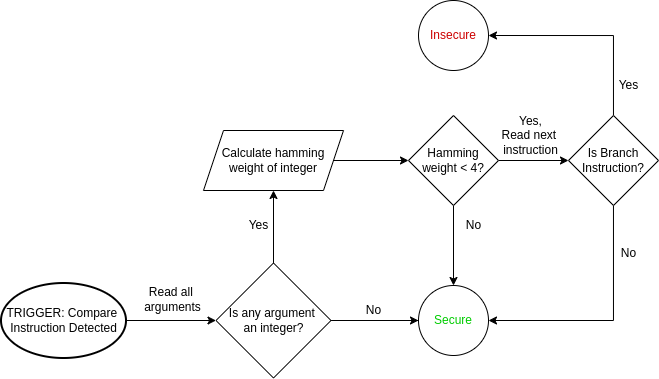 Insecure
Yes
Yes,
Read next
instruction
Calculate hamming
weight of integer
Hamming
weight < 4?
Is Branch
Instruction?
Yes
No
No
Read all
arguments
TRIGGER: Compare
Instruction Detected
Is any argument
an integer?
No
Secure